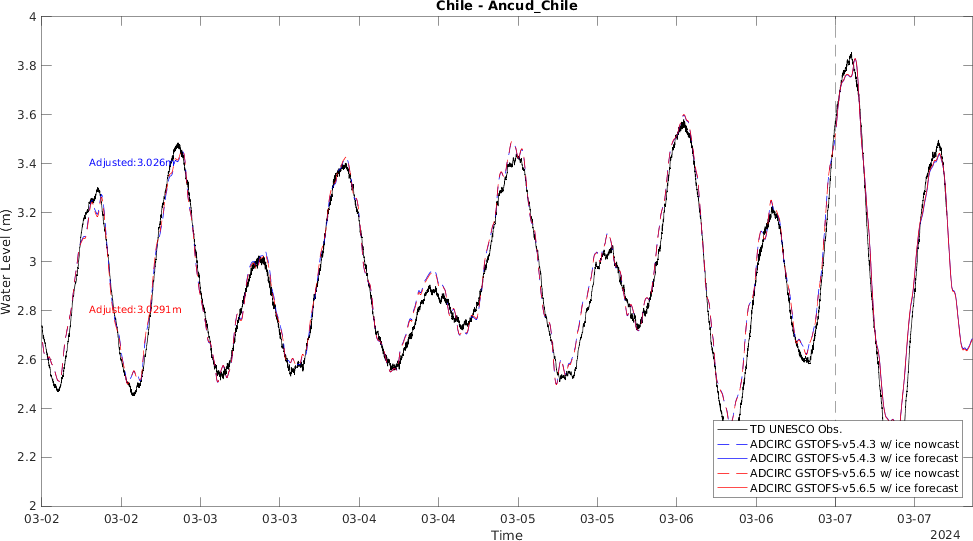 Chile - Ancud_Chile
4
3.8
3.6
3.4
3.2
3
2.8
2.6
2.4
2.2
2
Water Level (m)
Adjusted:3.026m
Adjusted:3.0291m
TD UNESCO Obs.
ADCIRC GSTOFS-v5.4.3 w/ ice nowcast
ADCIRC GSTOFS-v5.4.3 w/ ice forecast
ADCIRC GSTOFS-v5.6.5 w/ ice nowcast
ADCIRC GSTOFS-v5.6.5 w/ ice forecast
03-02 03-02 03-03 03-03 03-04 03-04 03-05 03-05 03-06 03-06 03-07 03-07
Time
2024